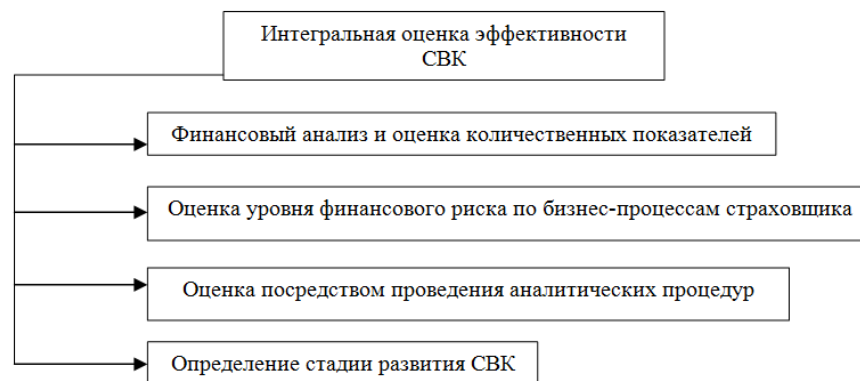 Интегральная оценка эффективности
СВК
Финансовый анализ и оценка количественных показателей
Оценка уровня финансового риска по бизнес-процессам страховщика
Оценка посредством проведения аналитических процедур
Определение стадии развития СВК